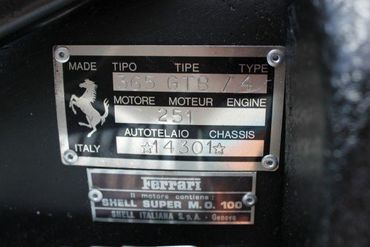 MADE TIPO TIPE TYPE
365 GTB / 4
MOTORE MOTEUR ENGINE
251
AUTOTELAIO CHASSIS
ITALY ☆14301☆
Ferrari
Il motore contiene:
SHELL SUPER M.O. 100
SHELL ITALIANA S.p.A. - Genova